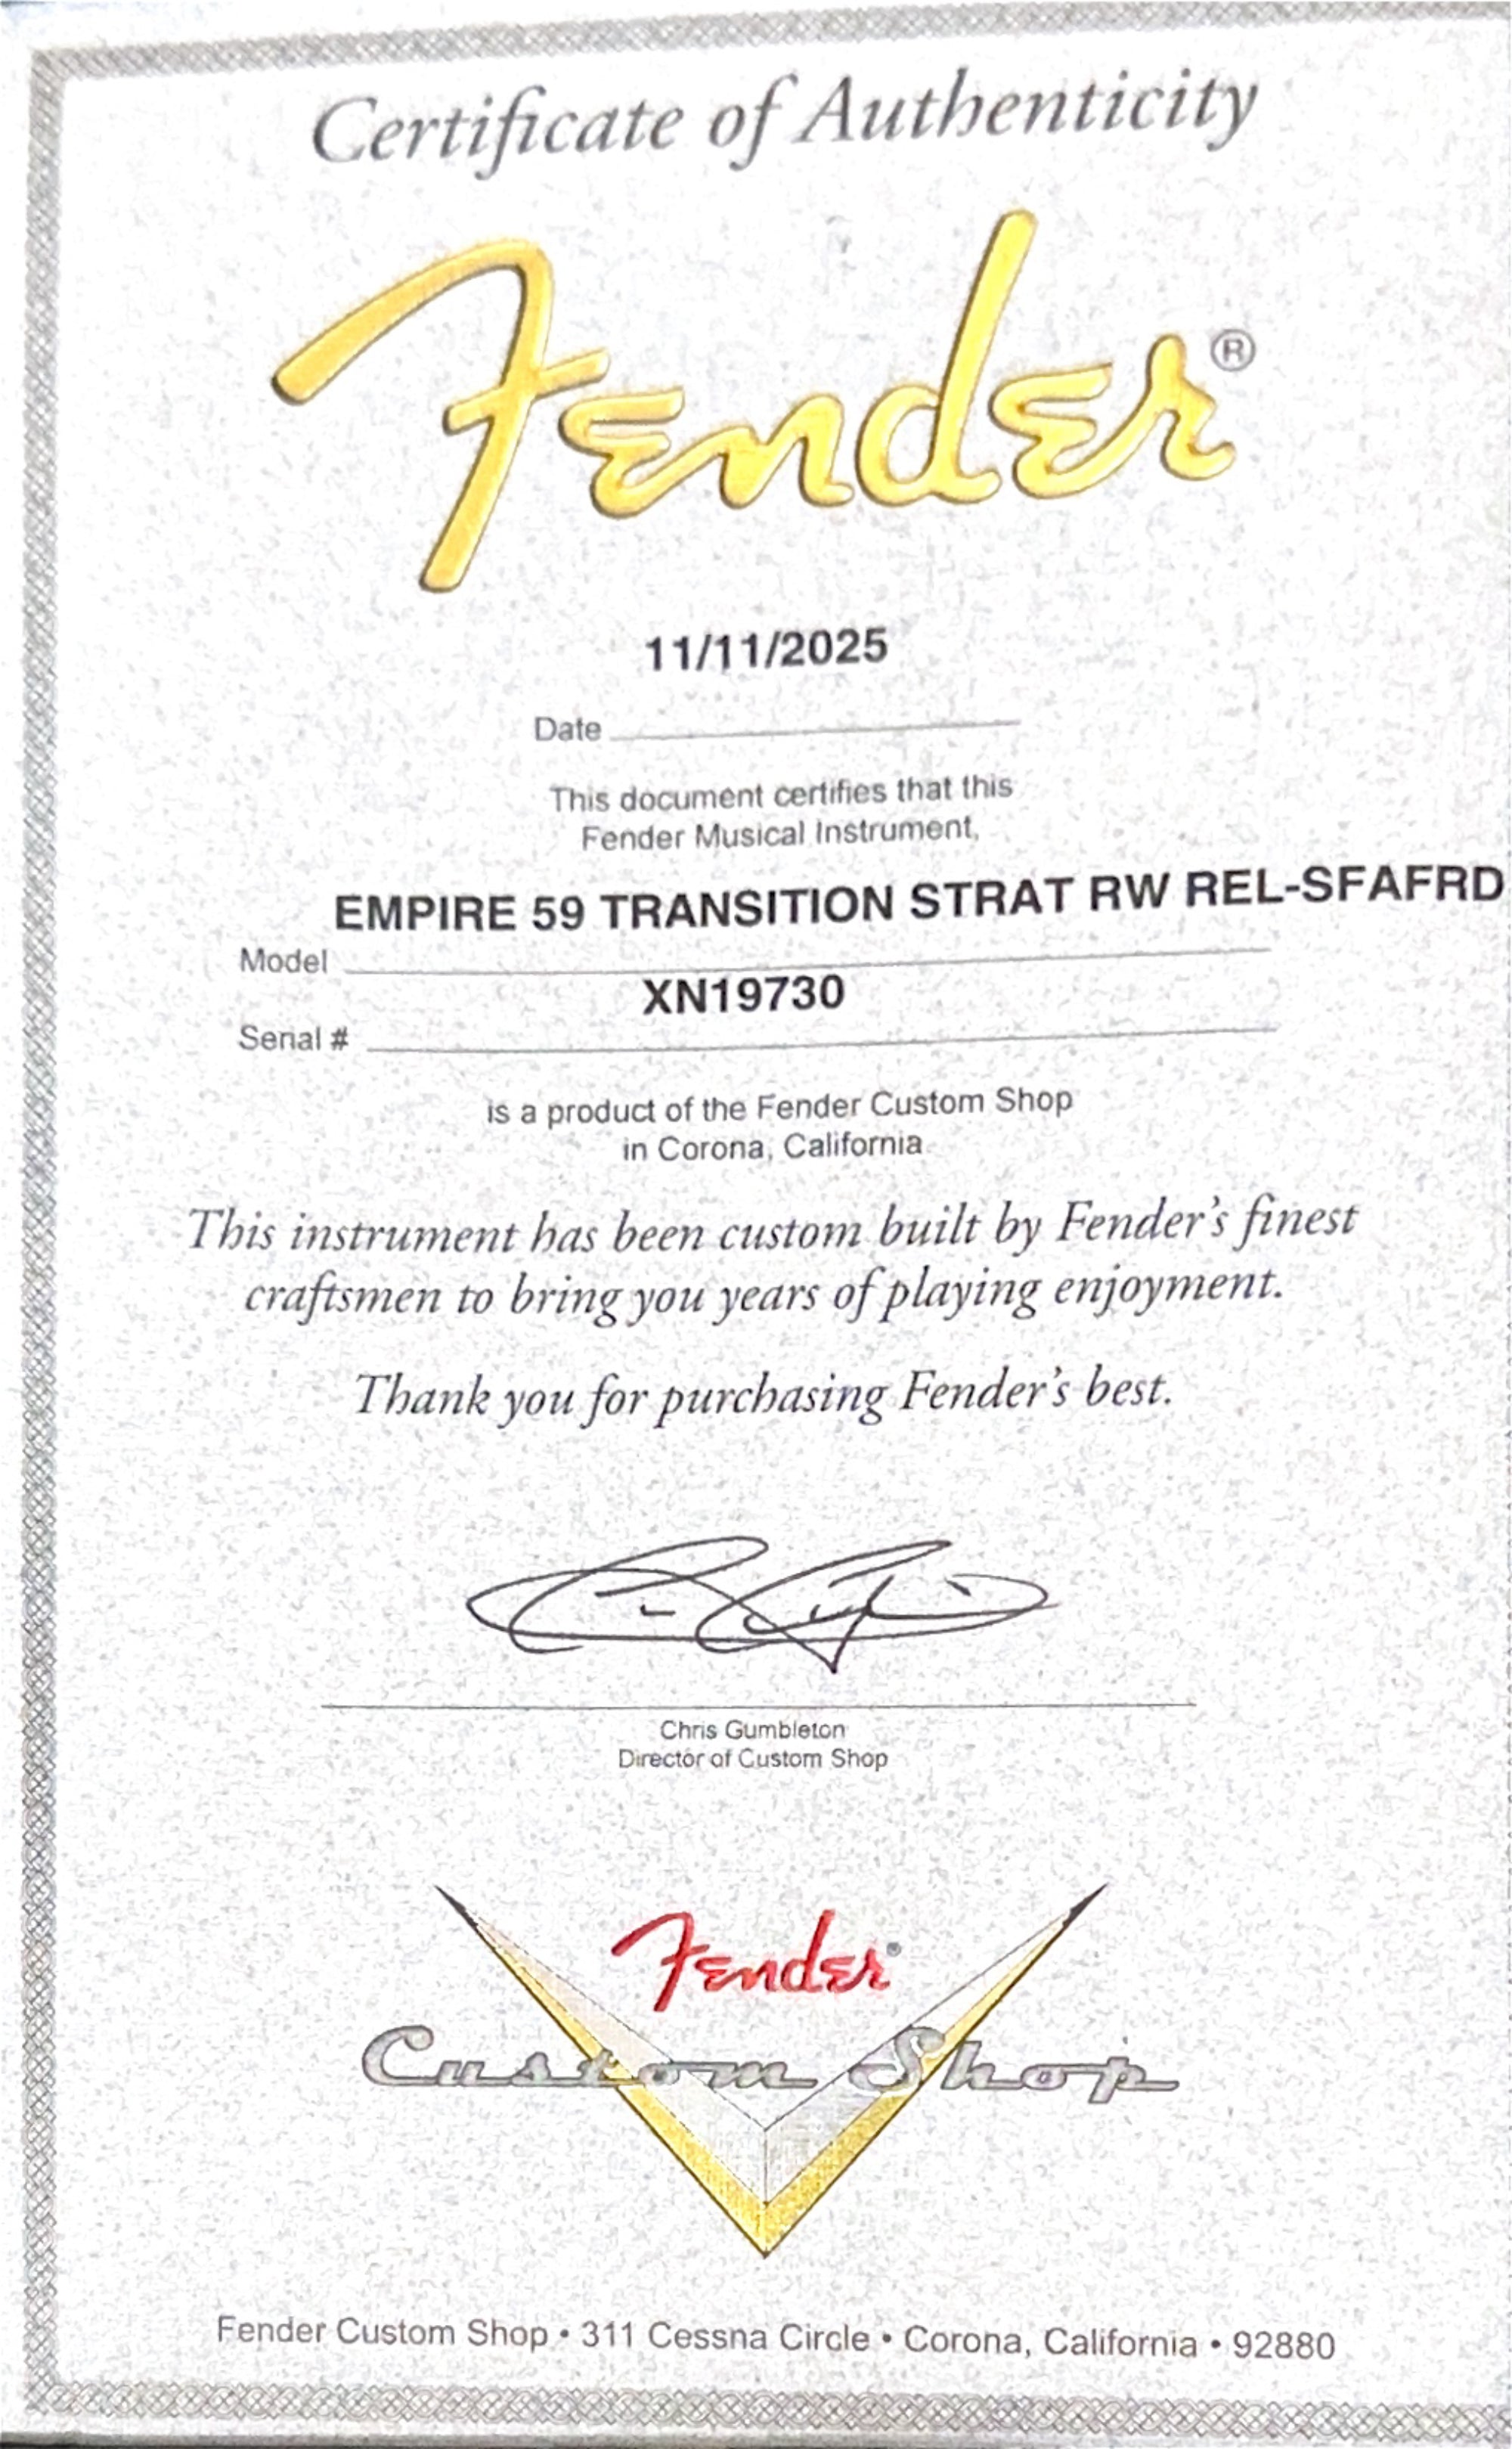 Certificate of Authenticity
Fender®
11/11/2025
Date
This document certifies that this
Fender Musical Instrument,
EMPIRE 59 TRANSITION STRAT RW REL-SFAFRD
Model
XN19730
Serial #
is a product of the Fender Custom Shop
in Corona, California
This instrument has been custom built by Fender's finest
craftsmen to bring you years of playing enjoyment.
Thank you for purchasing Fender's best.
Chris Gumbleton
Director of Custom Shop
Fender®
Custom Shop
Fender Custom Shop • 311 Cessna Circle • Corona, California • 92880